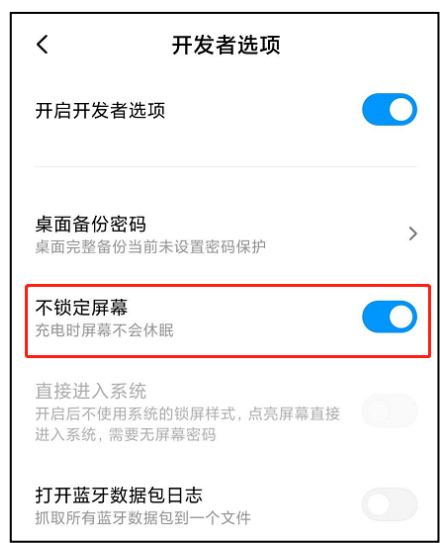 开发者选项
开启开发者选项
桌面备份密码
桌面完整备份当前未设置密码保护
不锁定屏幕
充电时屏幕不会休眠
直接进入系统
开启后不使用系统的锁屏样式，点亮屏幕直接
进入系统，需要无屏幕密码
打开蓝牙数据包日志
抓取所有蓝牙数据包到一个文件